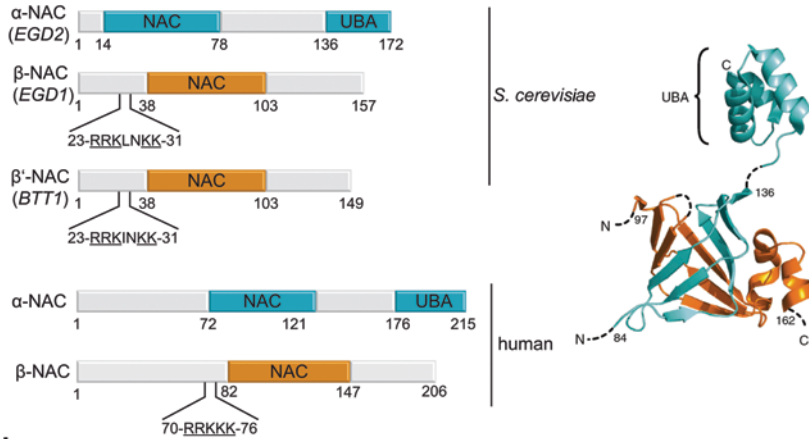 α-NAC
(EGD2)
NAC
UBA
1 14 78 136 172
β-NAC
(EGD1)
NAC
1 38 103 157
23-RRKLNKK-31
β'-NAC
(BTT1)
NAC
1 38 103 149
23-RRKINKK-31
S. cerevisiae
α-NAC
NAC
UBA
1 72 121 176 215
β-NAC
NAC
1 82 147 206
70-RRKKK-76
human
UBA
C
136
N
97
N
84
162
C